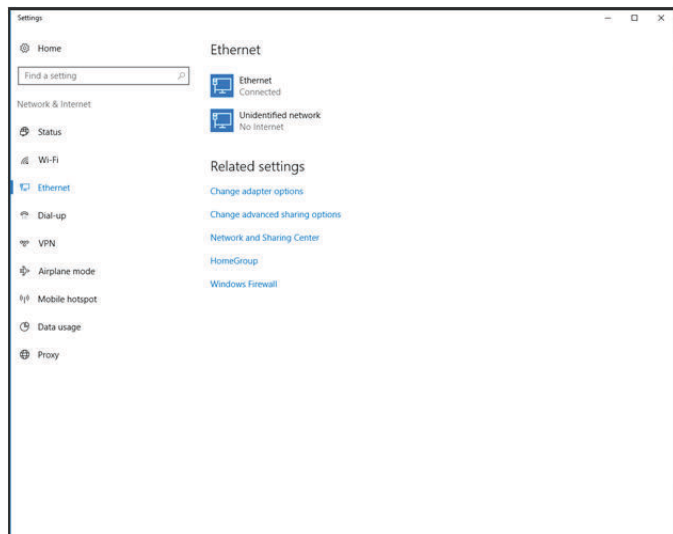 Settings
Home
Find a setting
Network & Internet
Status
Wi-Fi
Ethernet
Dial-up
VPN
Airplane mode
Mobile hotspot
Data usage
Proxy
Ethernet
Ethernet
Connected
Unidentified network
No Internet
Related settings
Change adapter options
Change advanced sharing options
Network and Sharing Center
HomeGroup
Windows Firewall